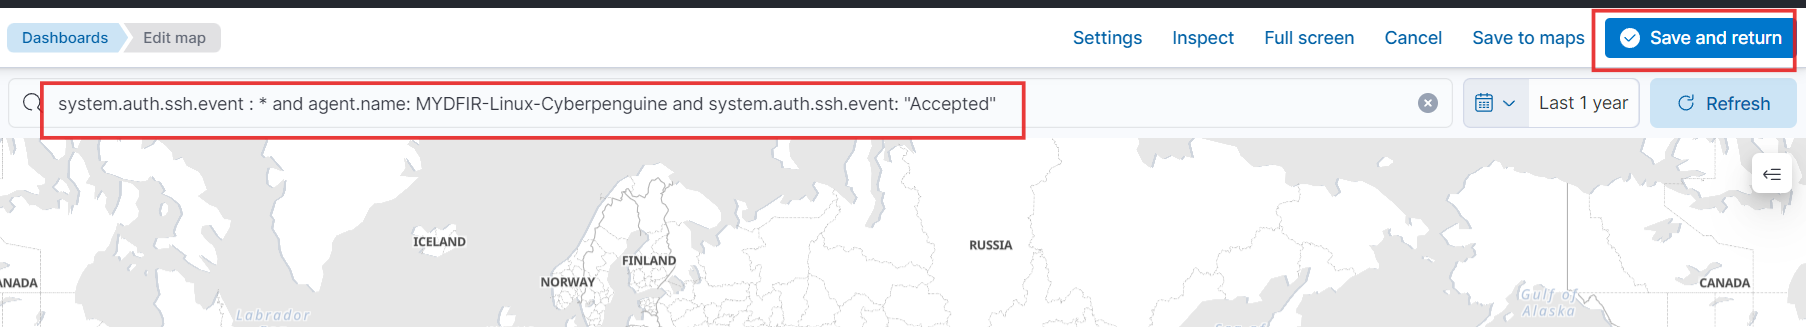 Dashboards Edit map Settings Inspect Full screen Cancel Save to maps Save and return
system.auth.ssh.event : * and agent.name: MYDFIR-Linux-Cyberpenguine and system.auth.ssh.event: "Accepted" Last 1 year Refresh
ICELAND
RUSSIA
FINLAND
NORWAY
ANADA
CANADA
Gulf of
Alaska
Labrador